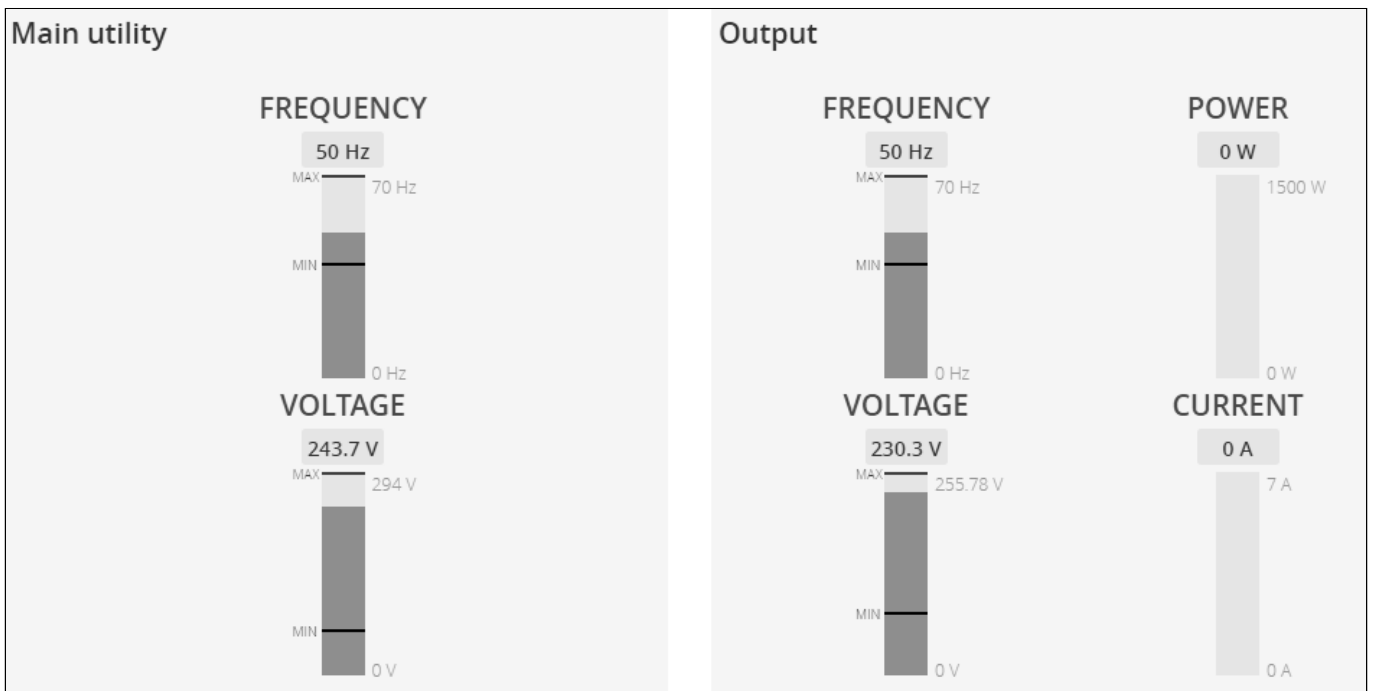 Main utility
FREQUENCY
50 Hz
MAX
70 Hz
MIN
0 Hz
VOLTAGE
243.7 V
MAX
294 V
MIN
0 V
Output
FREQUENCY
50 Hz
MAX
70 Hz
MIN
0 Hz
POWER
0 W
1500 W
0 W
VOLTAGE
230.3 V
MAX
255.78 V
MIN
0 V
CURRENT
0 A
7 A
0 A